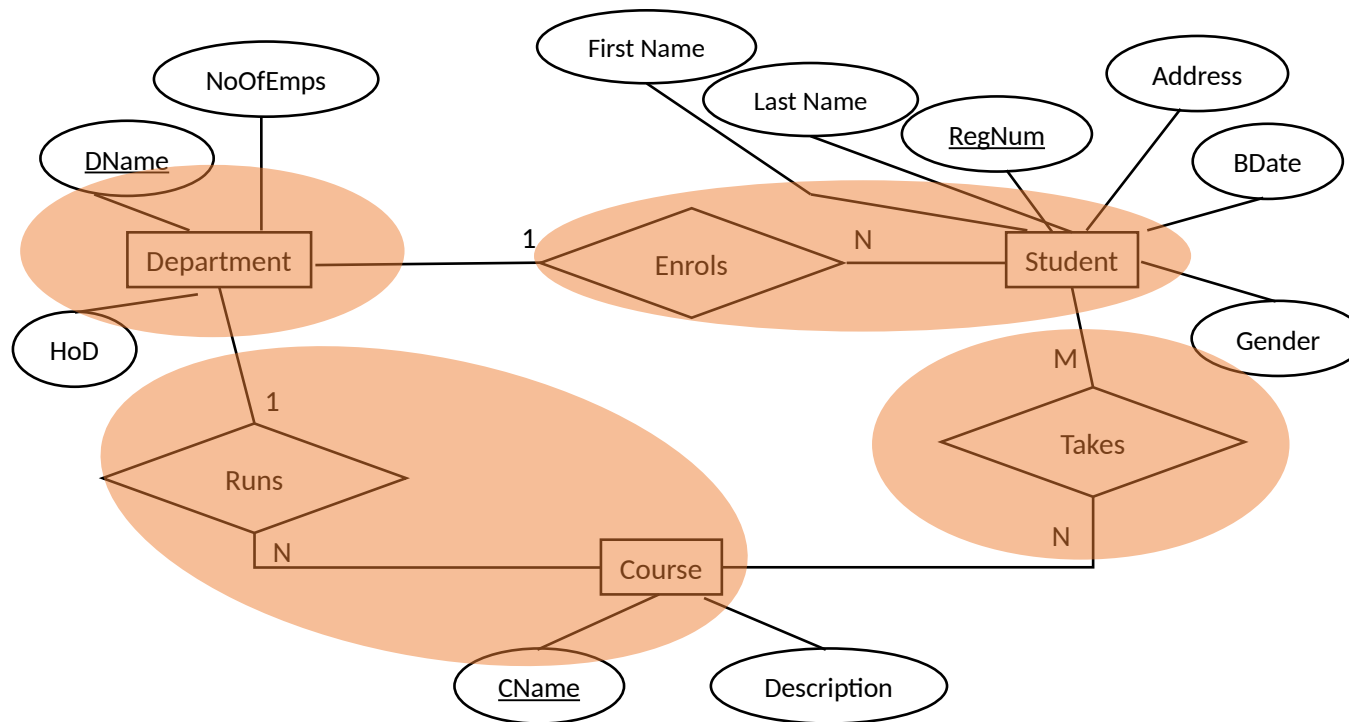 First Name
NoOfEmps
Address
Last Name
RegNum
DName
BDate
1
N
Department
Enrols
Student
HoD
Gender
M
1
Takes
Runs
N
N
Course
CName
Description